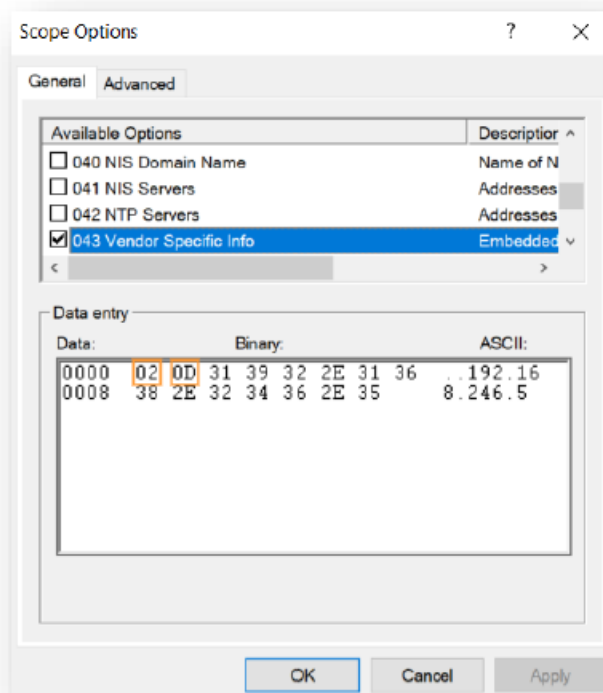 Scope Options ?
General Advanced
Available Options Descriptior
040 NIS Domain Name Name of N
041 NIS Servers Addresses
042 NTP Servers Addresses
043 Vendor Specific Info Embedded
Data entry
Data: Binary: ASCII:
0000 02 0D 31 39 32 2E 31 36 ..192.16
0008 38 2E 32 34 36 2E 35 8.246.5
OK Cancel Apply